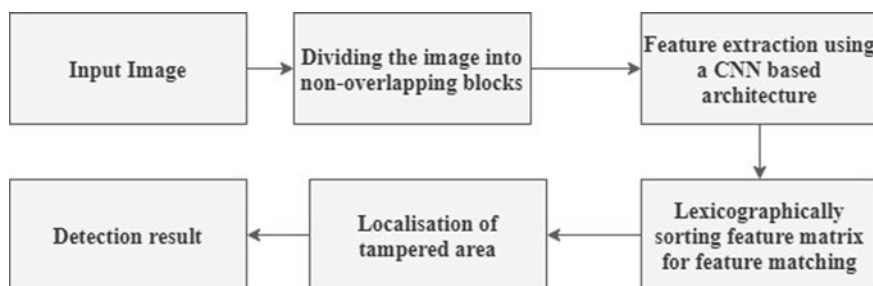 Input Image
Dividing the image into
non-overlapping blocks
Feature extraction using
a CNN based
architecture
Lexicographically
sorting feature matrix
for feature matching
Localisation of
tampered area
Detection result